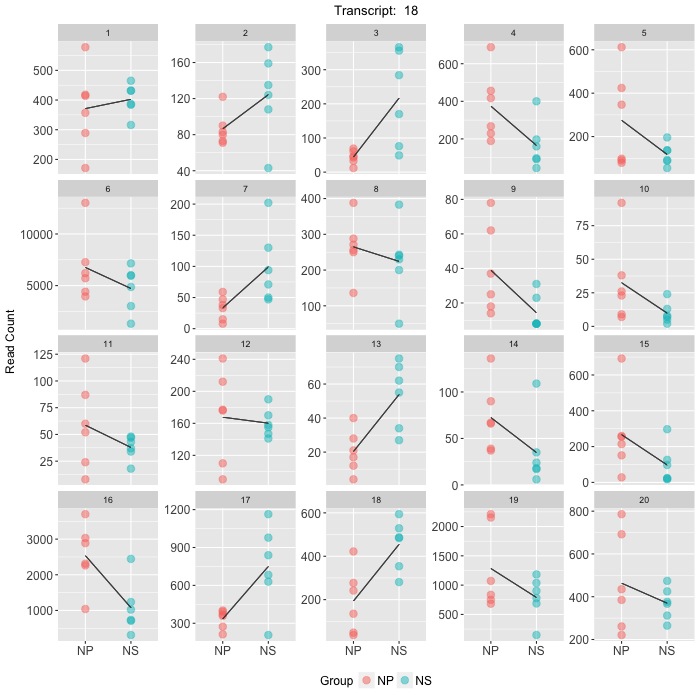 Transcript:  18
1 2 3 4 5
500 400 300 200
160 120 80 40
300 200 100 0
600 400 200
600 400 200
6 7 8 9 10
10000 5000
200 150 100 50 0
400 300 200 100
80 60 40 20
75 50 25 0
11 12 13 14 15
125 100 75 50 25
240 200 160 120
60 40 20
100 50 0
600 400 200 0
16 17 18 19 20
3000 2000 1000
1200 900 600 300
600 400 200
2000 1500 1000 500
800 600 400 200
NP NS NP NS NP NS NP NS NP NS
Read Count
Group NP NS